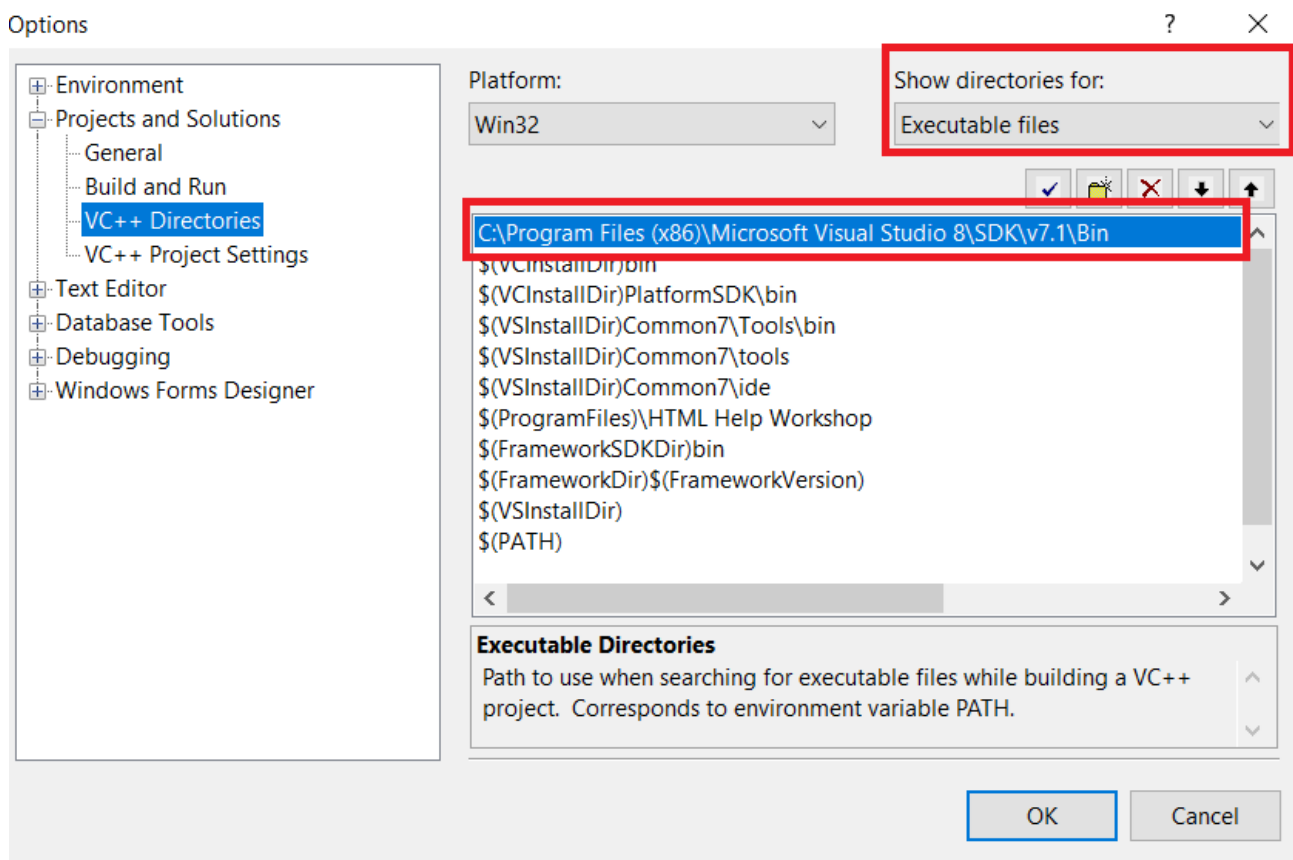 Options
?
Environment
Projects and Solutions
General
Build and Run
VC++ Directories
VC++ Project Settings
Text Editor
Database Tools
Debugging
Windows Forms Designer
Platform:
Win32
Show directories for:
Executable files
C:\Program Files (x86)\Microsoft Visual Studio 8\SDK\v7.1\Bin
$(VCInstallDir)bin
$(VCInstallDir)PlatformSDK\bin
$(VSInstallDir)Common7\Tools\bin
$(VSInstallDir)Common7\tools
$(VSInstallDir)Common7\ide
$(ProgramFiles)\HTML Help Workshop
$(FrameworkSDKDir)bin
$(FrameworkDir)$(FrameworkVersion)
$(VSInstallDir)
$(PATH)
Executable Directories
Path to use when searching for executable files while building a VC++
project.  Corresponds to environment variable PATH.
OK
Cancel